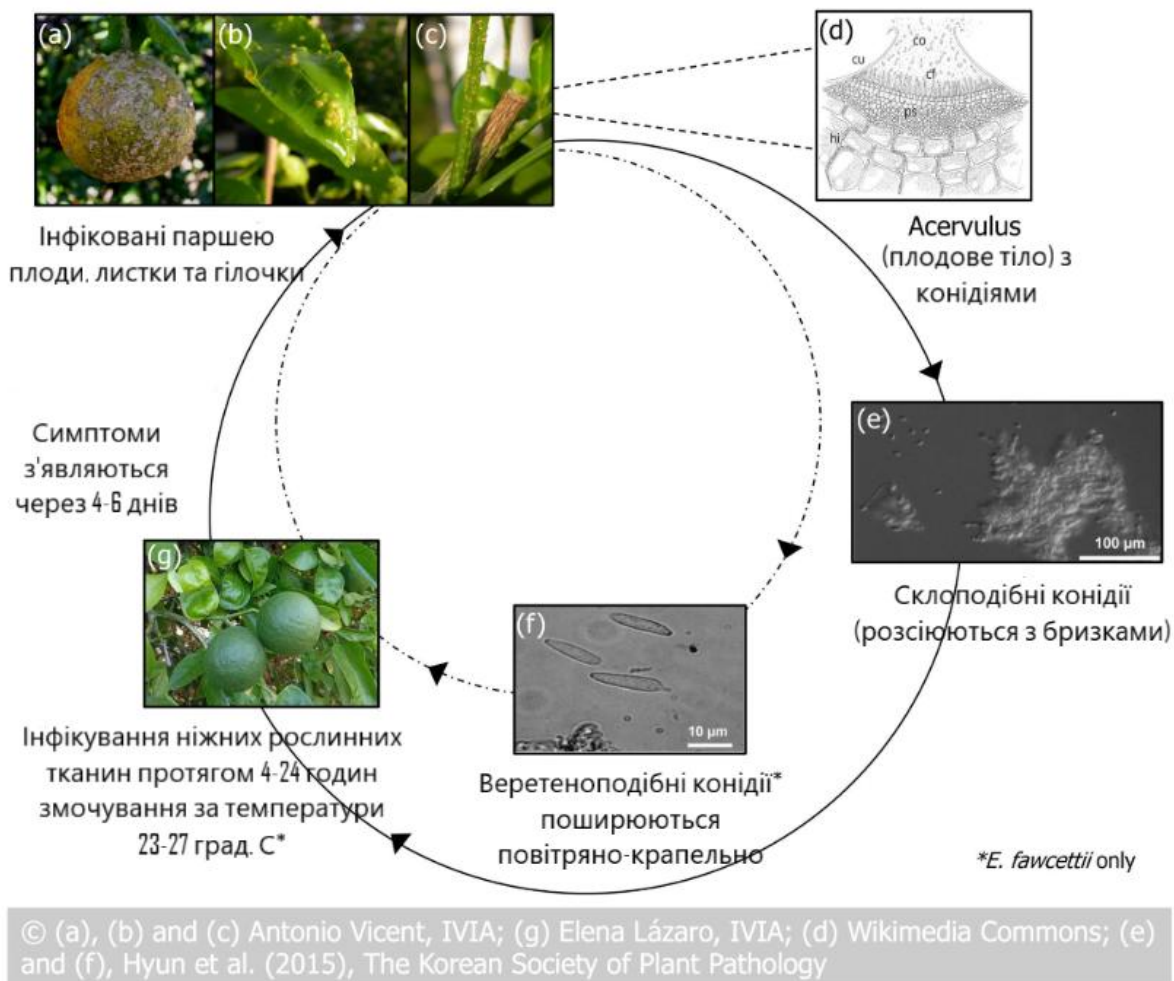 (a)
(b)
(c)
(d)
co
cu
cf
ps
hi
Інфіковані паршею
плоди, листки та гілочки
Acervulus
(плодове тіло) з
конідіями
Симптоми
з'являються
через 4-6 днів
(e)
100 µm
Склоподібні конідії
(розсіюються з бризками)
(g)
(f)
10 µm
Інфікування ніжних рослинних
тканин протягом 4-24 годин
змочування за температури
23-27 град. С*
Веретеноподібні конідії*
поширюються
повітряно-крапельно
*E. fawcettii only
© (a), (b) and (c) Antonio Vicent, IVIA; (g) Elena Lázaro, IVIA; (d) Wikimedia Commons; (e)
and (f), Hyun et al. (2015), The Korean Society of Plant Pathology